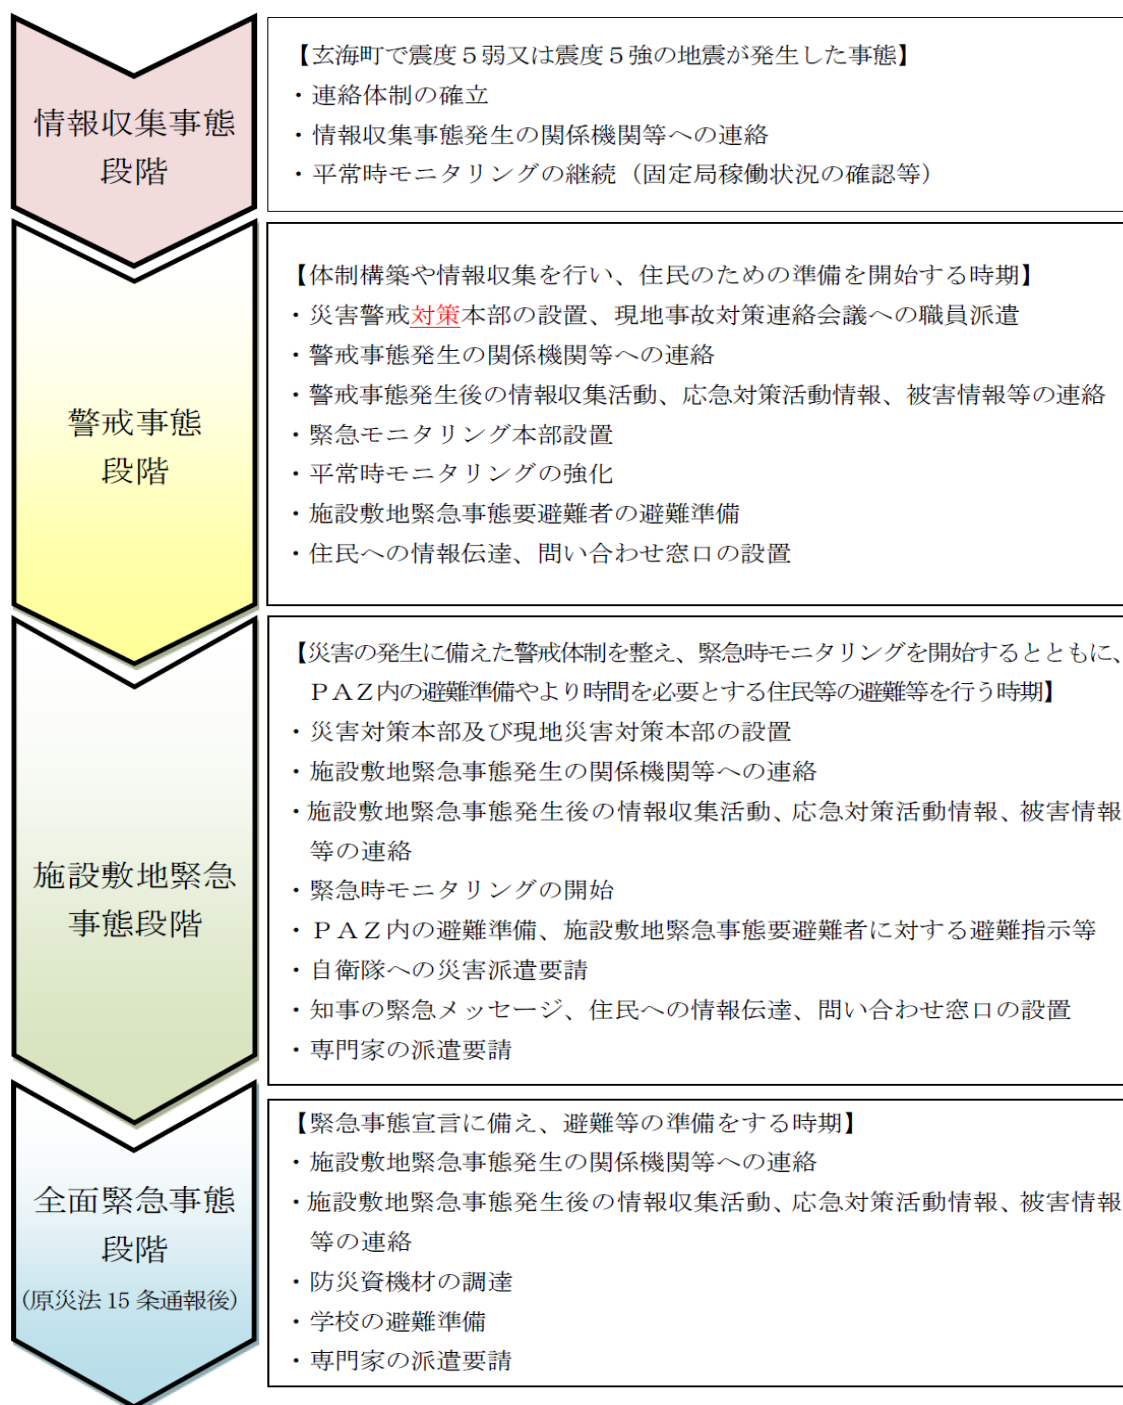 情報収集事態
段階
【玄海町で震度５弱又は震度５強の地震が発生した事態】
・連絡体制の確立
・情報収集事態発生の関係機関等への連絡
・平常時モニタリングの継続（固定局稼働状況の確認等）
警戒事態
段階
【体制構築や情報収集を行い、住民のための準備を開始する時期】
・災害警戒対策本部の設置、現地事故対策連絡会議への職員派遣
・警戒事態発生の関係機関等への連絡
・警戒事態発生後の情報収集活動、応急対策活動情報、被害情報等の連絡
・緊急モニタリング本部設置
・平常時モニタリングの強化
・施設敷地緊急事態要避難者の避難準備
・住民への情報伝達、問い合わせ窓口の設置
施設敷地緊急
事態段階
【災害の発生に備えた警戒体制を整え、緊急時モニタリングを開始するとともに、
ＰＡＺ内の避難準備やより時間を必要とする住民等の避難等を行う時期】
・災害対策本部及び現地災害対策本部の設置
・施設敷地緊急事態発生の関係機関等への連絡
・施設敷地緊急事態発生後の情報収集活動、応急対策活動情報、被害情報
等の連絡
・緊急時モニタリングの開始
・ＰＡＺ内の避難準備、施設敷地緊急事態要避難者に対する避難指示等
・自衛隊への災害派遣要請
・知事の緊急メッセージ、住民への情報伝達、問い合わせ窓口の設置
・専門家の派遣要請
全面緊急事態
段階
(原災法 15 条通報後)
【緊急事態宣言に備え、避難等の準備をする時期】
・施設敷地緊急事態発生の関係機関等への連絡
・施設敷地緊急事態発生後の情報収集活動、応急対策活動情報、被害情報
等の連絡
・防災資機材の調達
・学校の避難準備
・専門家の派遣要請